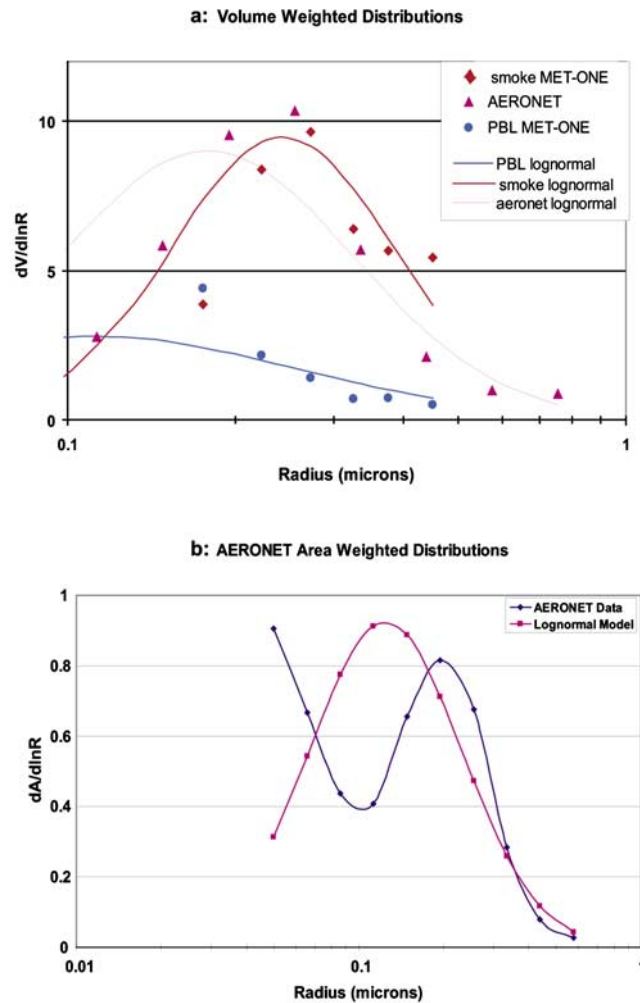 a: Volume Weighted Distributions
smoke MET-ONE
AERONET
PBL MET-ONE
PBL lognormal
smoke lognormal
aeronet lognormal
10
5
0
dV/dlnR
0.1
1
Radius (microns)
b: AERONET Area Weighted Distributions
AERONET Data
Lognormal Model
1
0.8
0.6
0.4
0.2
0
dA/dlnR
0.01
0.1
1
Radius (microns)